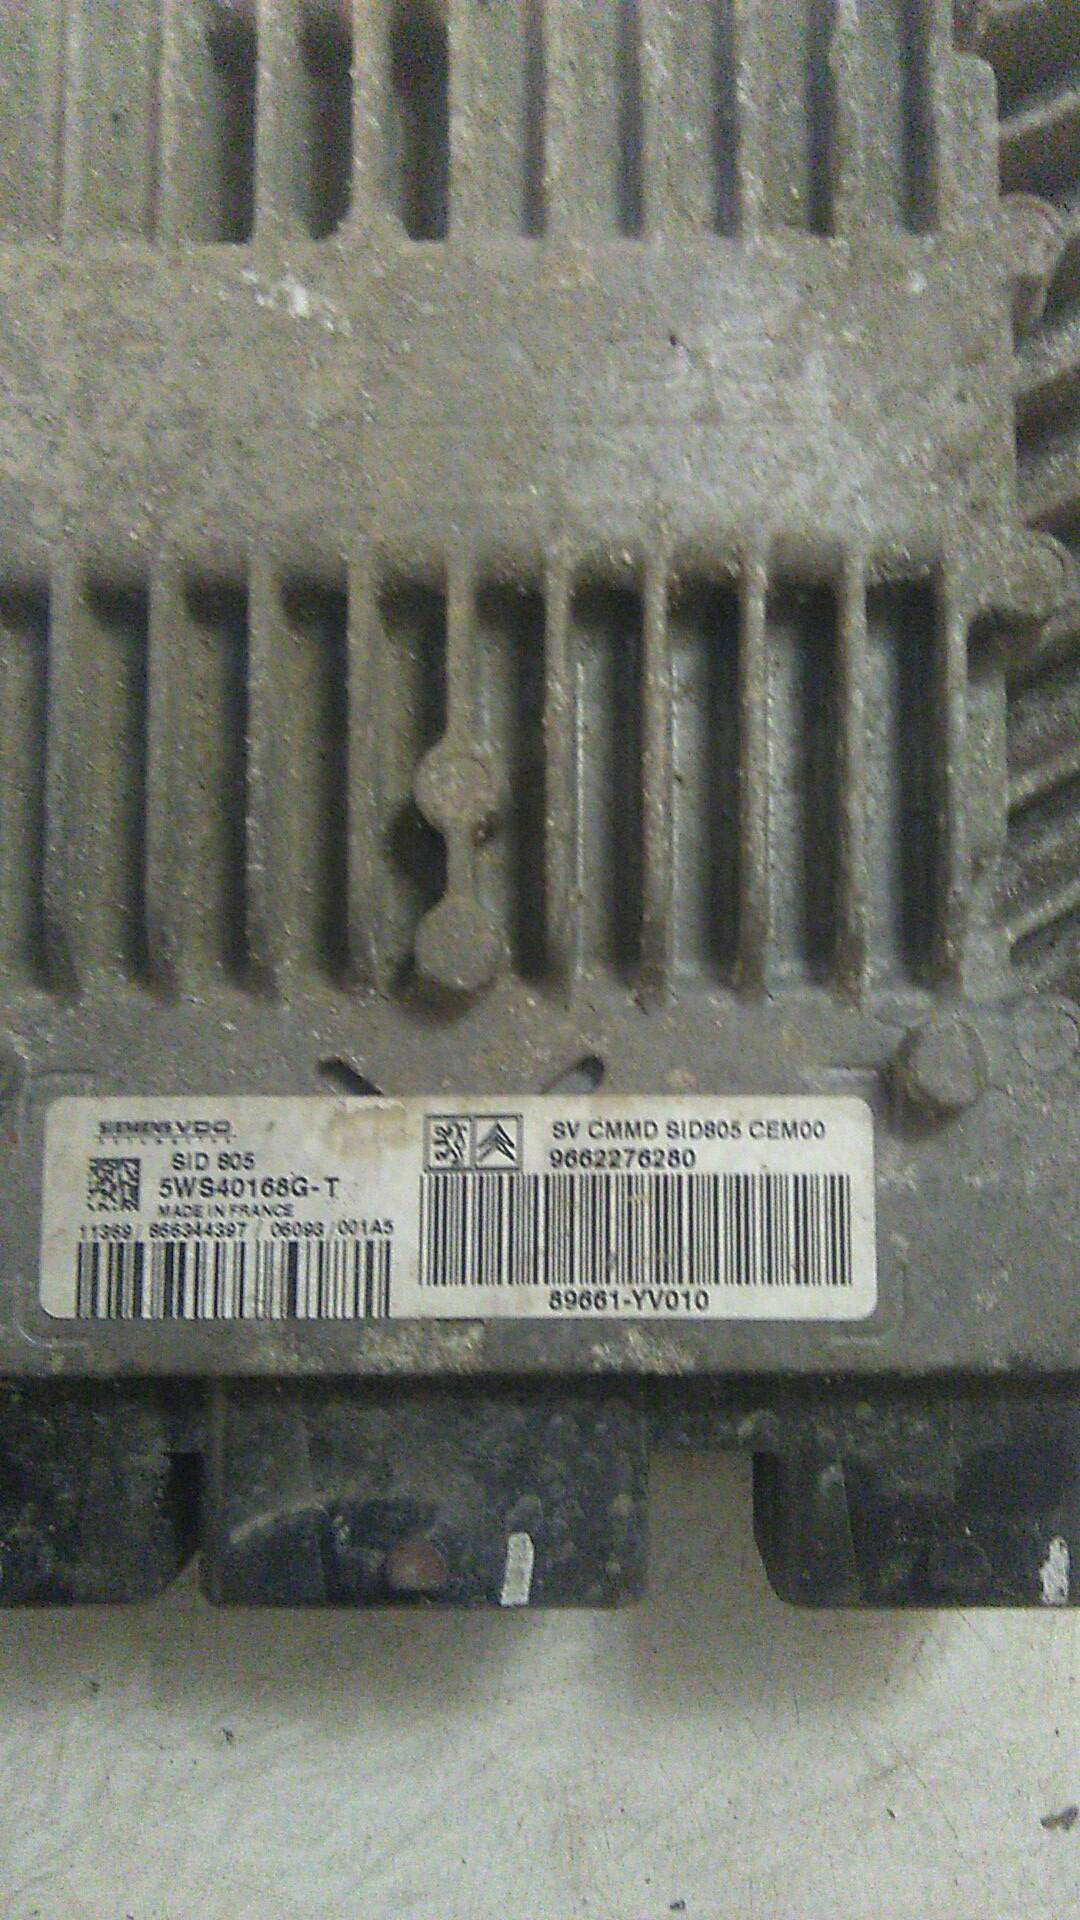 SIEMENS VDO
Automotive
SID 805
5WS40168G-T
MADE IN FRANCE
11369 / 866344397 / 06093 / 001A5
SV CMMD SID805 CEM00
9662276280
89661-YV010